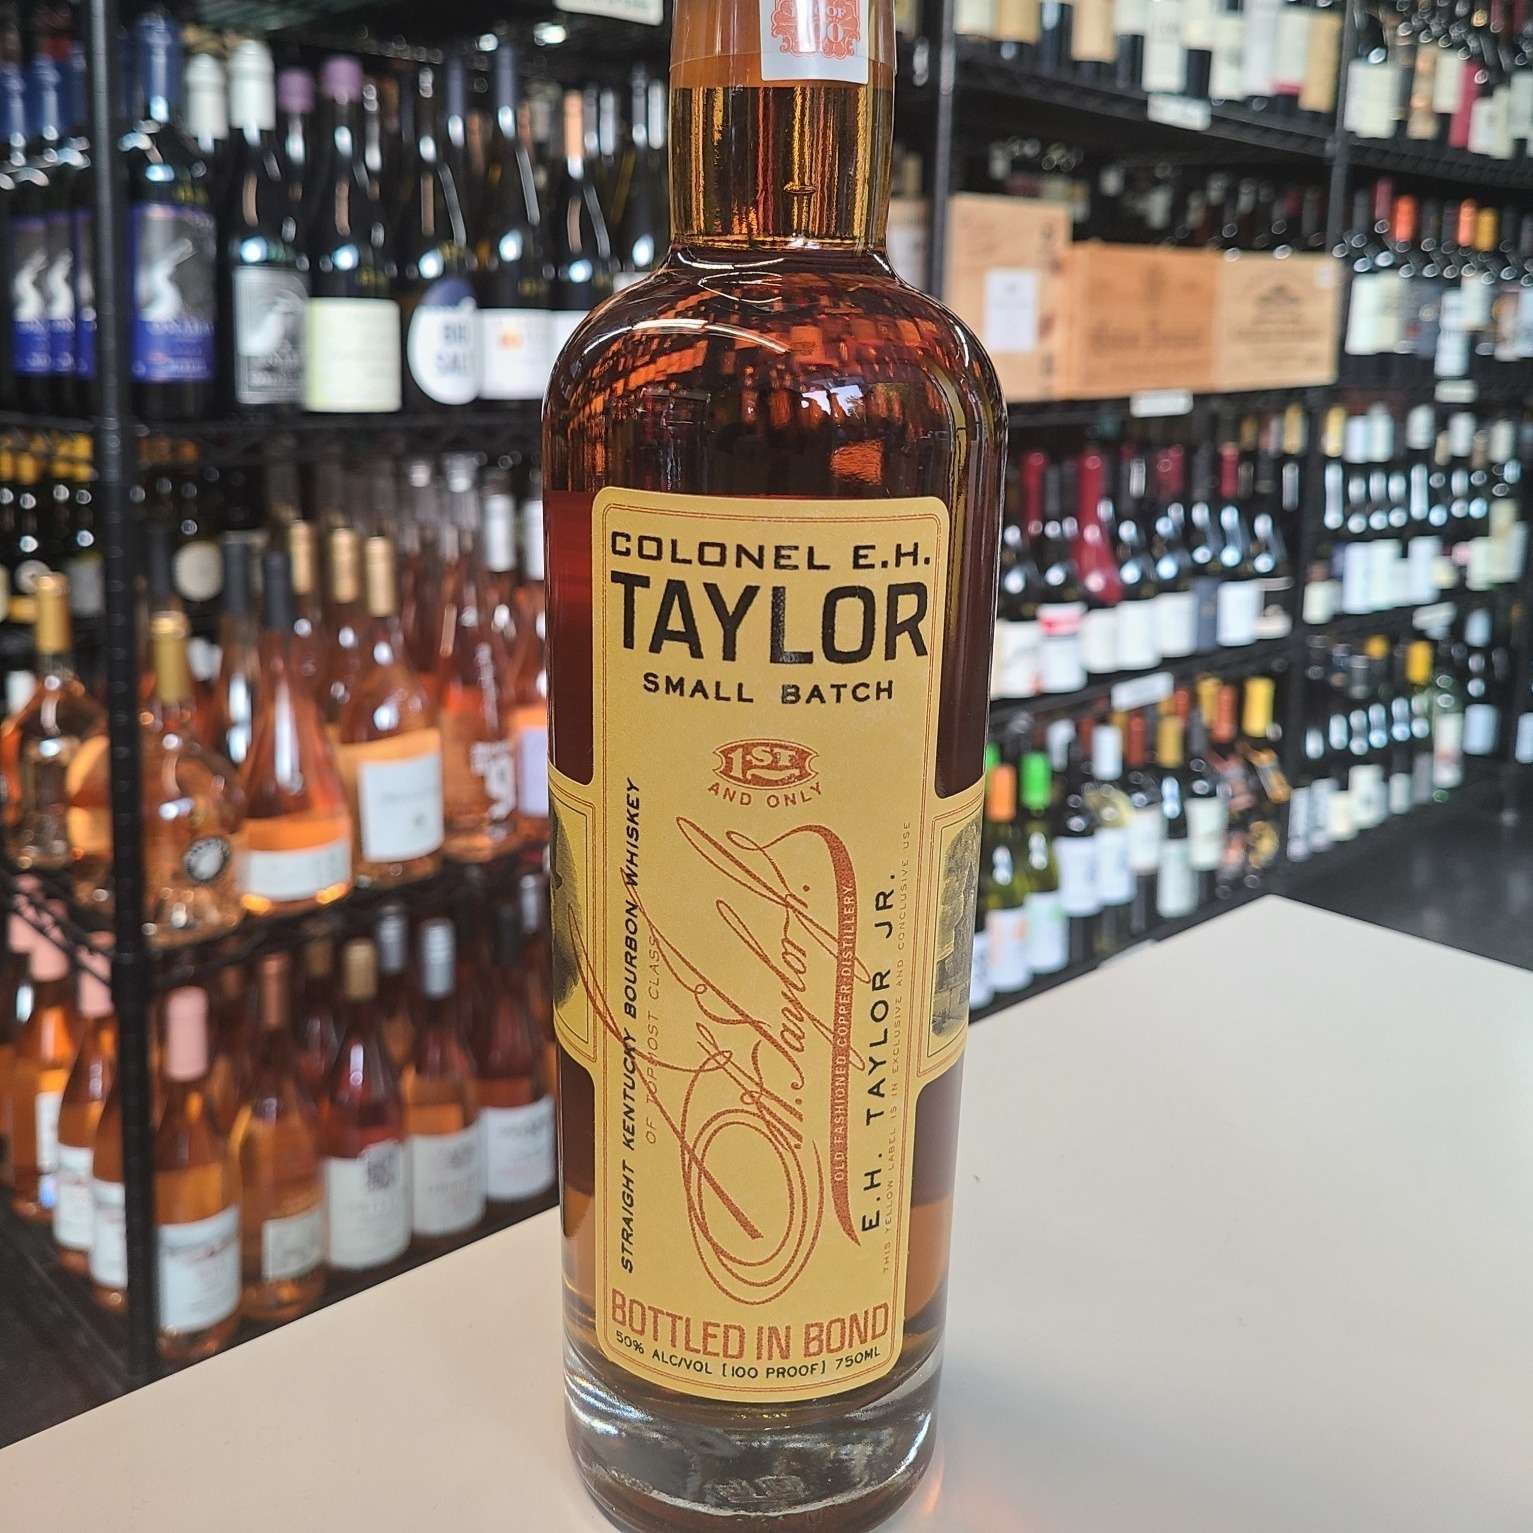 COLONEL E.H.
TAYLOR
SMALL BATCH
1ST
AND ONLY
STRAIGHT KENTUCKY BOURBON WHISKEY
OF TOPMOST CLASS
E.H. Taylor, Jr.
OLD FASHIONED COPPER DISTILLERY
E.H. TAYLOR JR.
THIS YELLOW LABEL IS IN EXCLUSIVE AND CONCLUSIVE USE
BOTTLED IN BOND
50% ALC/VOL [100 PROOF] 750ML